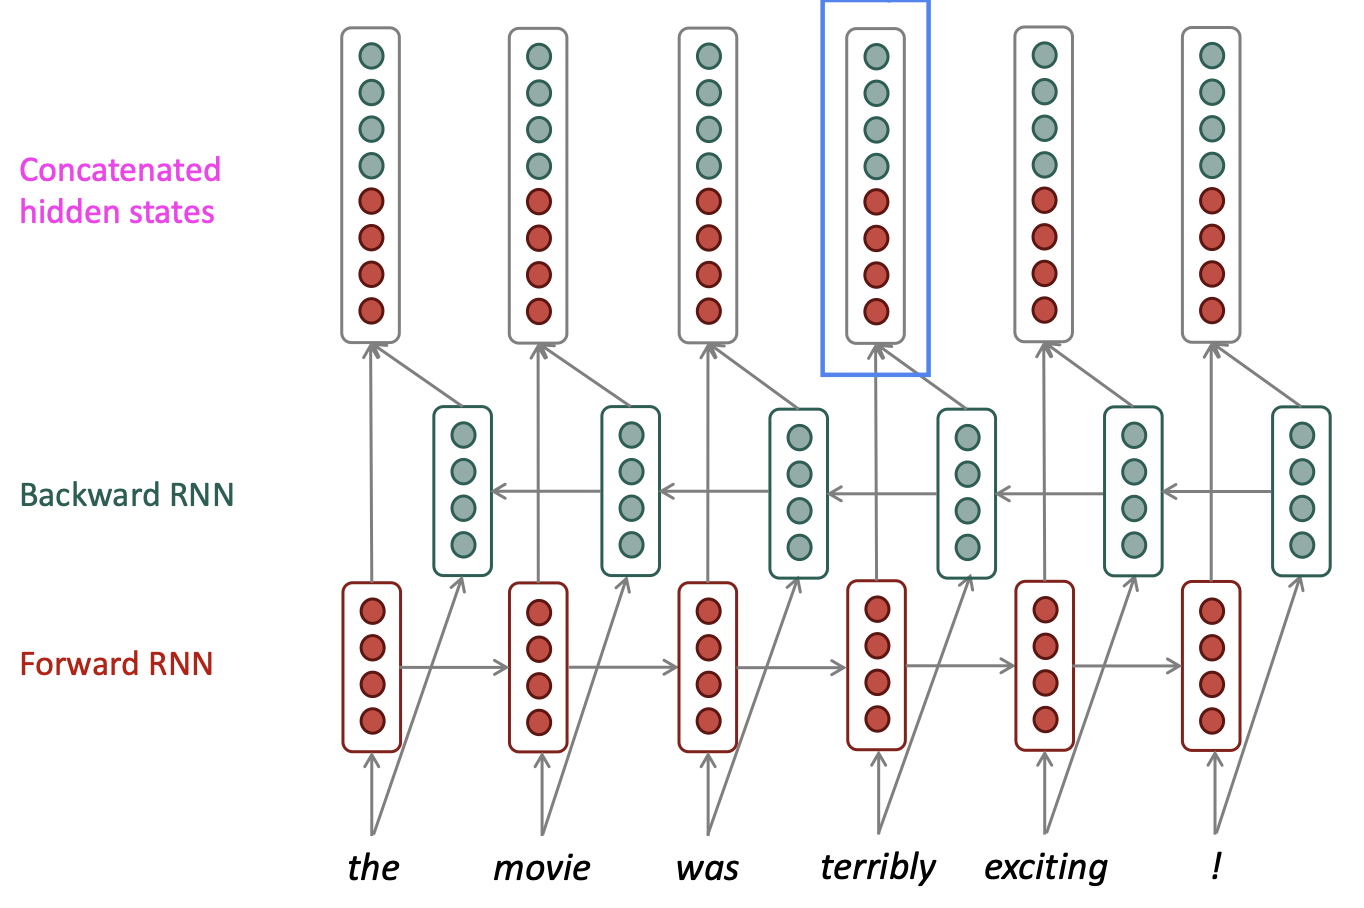 Concatenated
hidden states
Backward RNN
Forward RNN
the movie was terribly exciting !